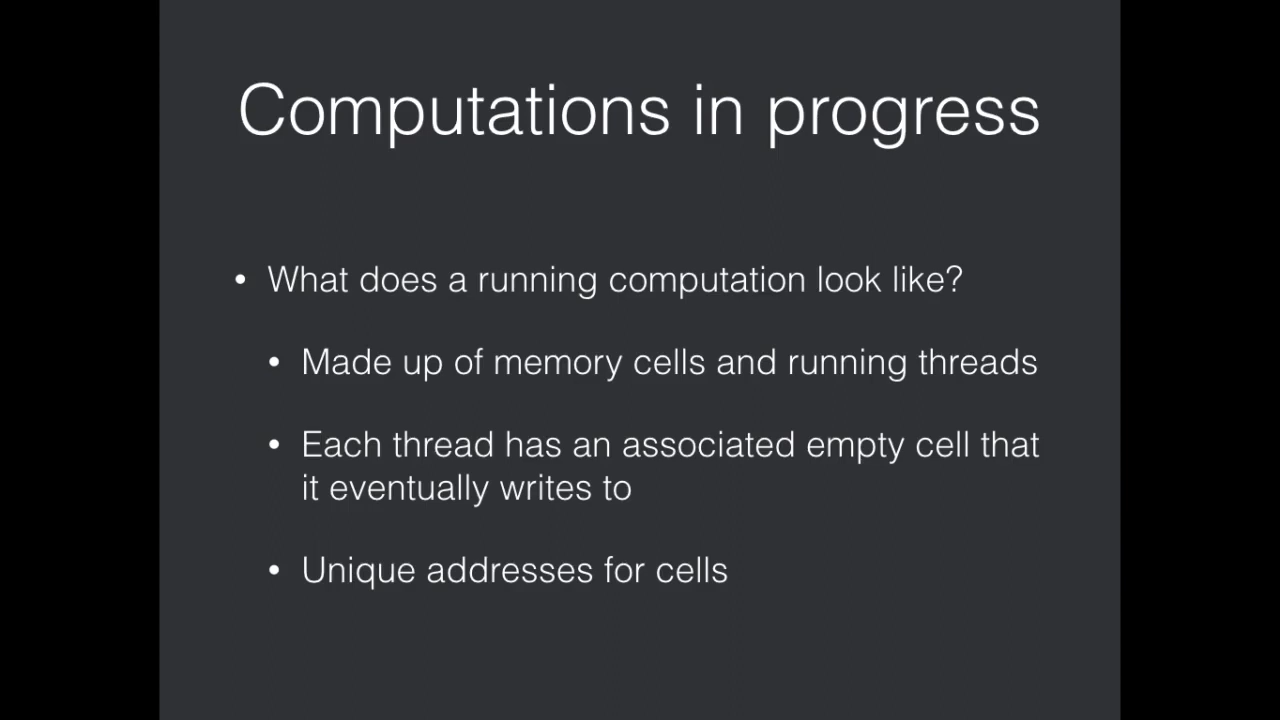 Computations in progress
• What does a running computation look like?
• Made up of memory cells and running threads
• Each thread has an associated empty cell that
it eventually writes to
• Unique addresses for cells